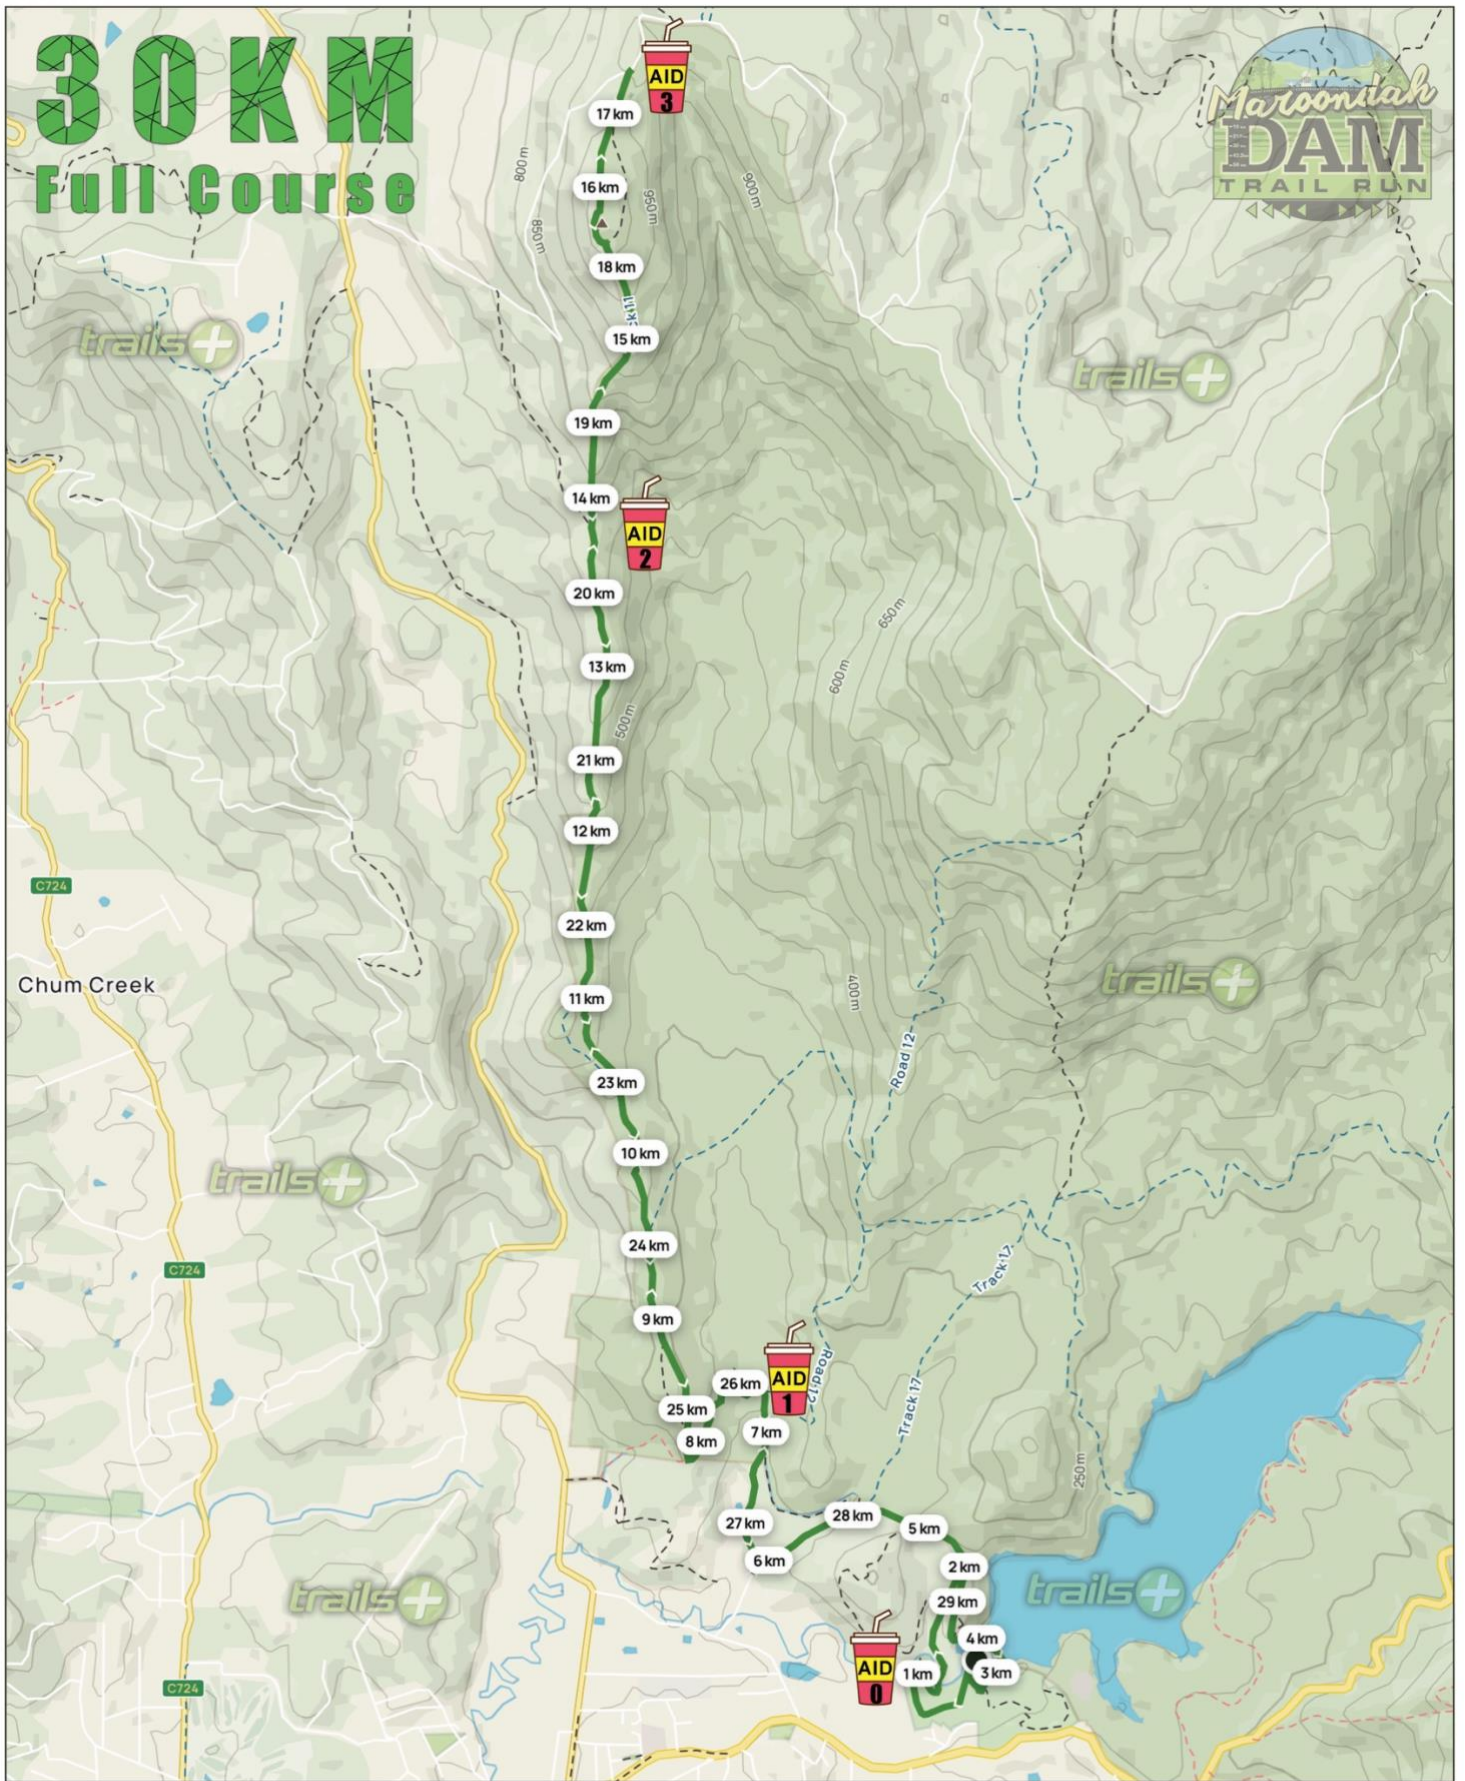 30KM
Full Course
Maroondah
DAM
TRAIL RUN
AID
3
17 km
800 m
16 km
950 m
900 m
850 m
18 km
trails+
15 km
trails+
19 km
14 km
AID
2
20 km
650 m
13 km
600 m
500 m
21 km
12 km
C724
22 km
Chum Creek
trails+
400 m
11 km
Road 12
23 km
10 km
trails+
24 km
C724
Track 17
9 km
AID
1
Road 12
26 km
25 km
Track 17
7 km
8 km
250 m
27 km
28 km
5 km
6 km
2 km
trails+
trails+
29 km
4 km
AID
0
1 km
3 km
C724